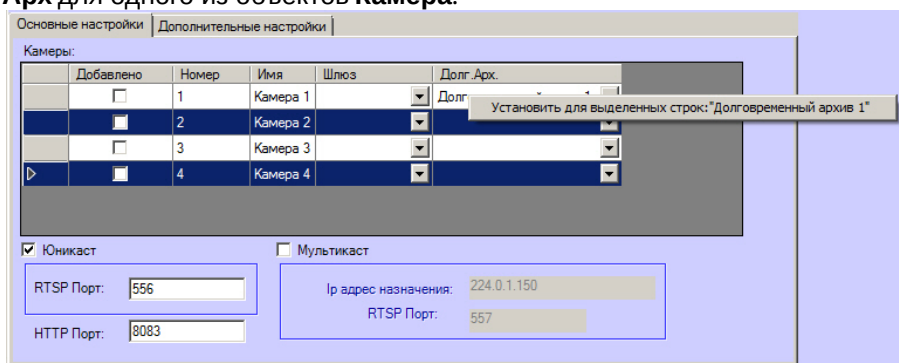 Арх для одного из объектов Камера.
Основные настройки Дополнительные настройки
Камеры:
Добавлено Номер Имя Шлюз Долг.Арх.
1 Камера 1 Долг
Установить для выделенных строк:"Долговременный архив 1"
2 Камера 2
3 Камера 3
4 Камера 4
Юникаст Мультикаст
RTSP Порт: 556 Ip адрес назначения: 224.0.1.150
RTSP Порт: 557
HTTP Порт: 8083